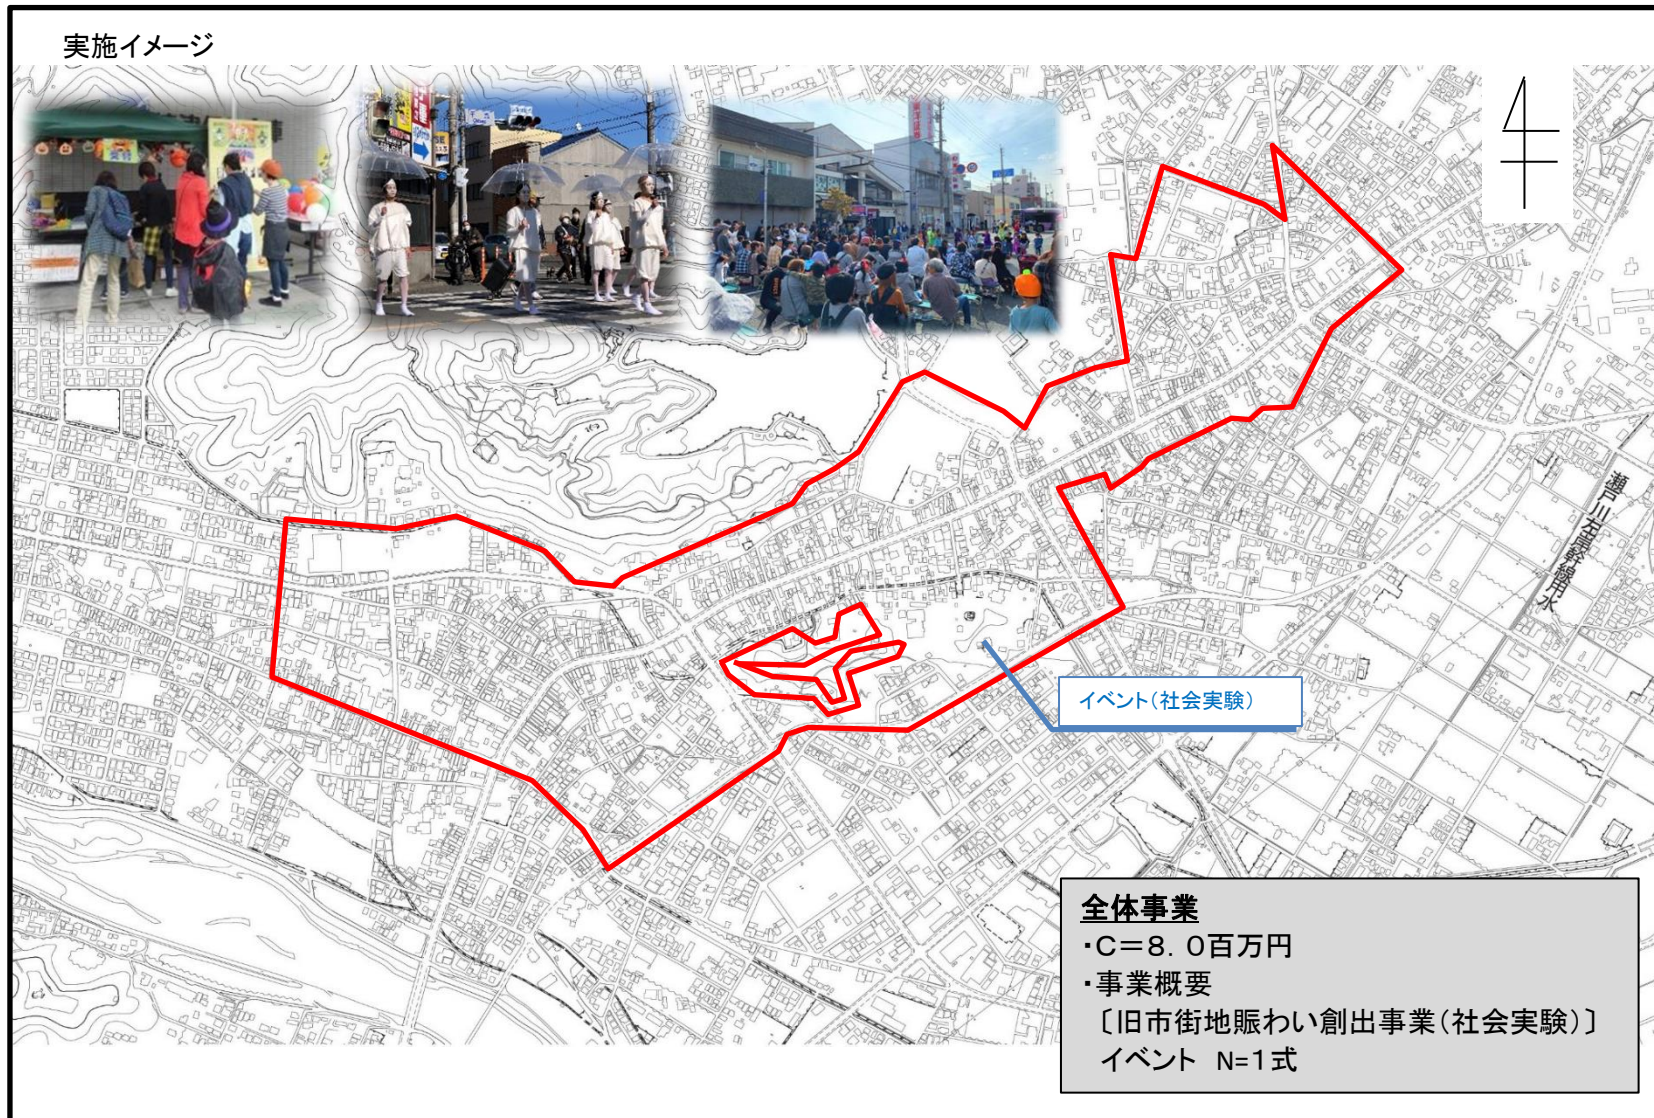 実施イメージ
瀬戸川左岸幹線用水
イベント(社会実験)
全体事業
・C=8.0百万円
・事業概要
〔旧市街地賑わい創出事業(社会実験)〕
イベント N=1式